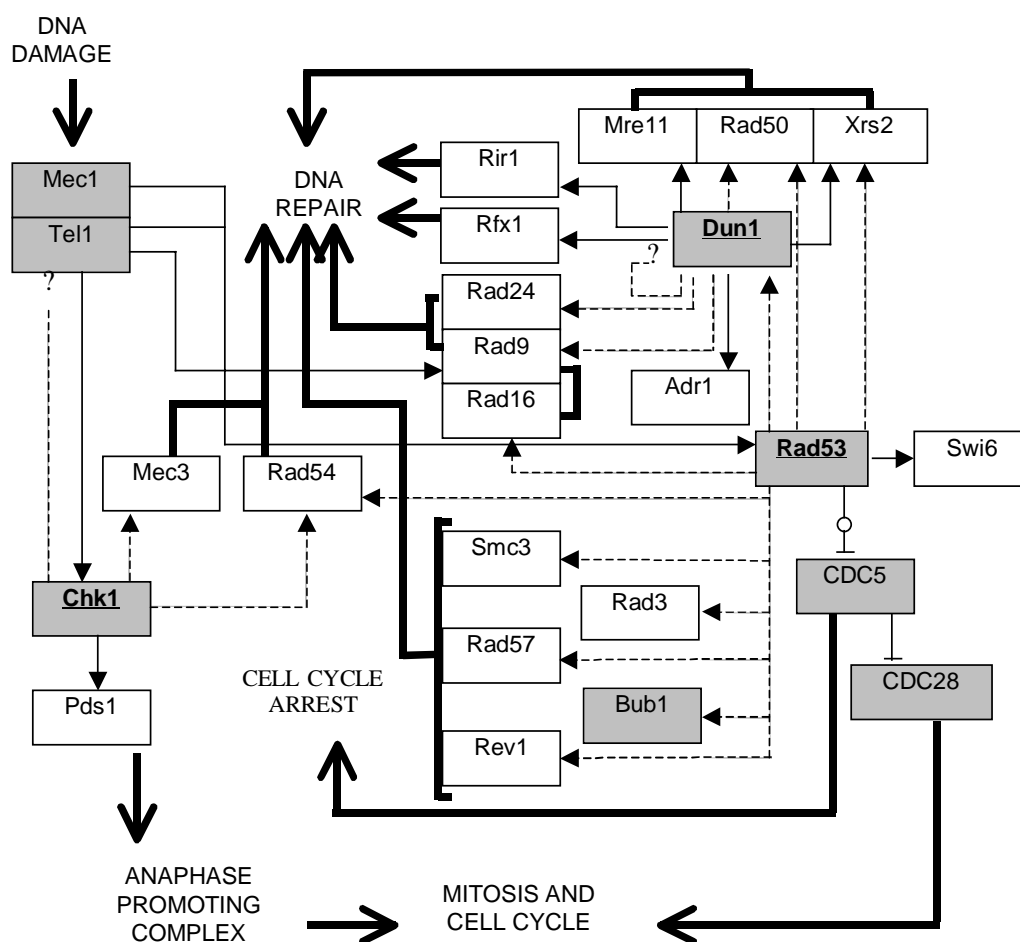 DNA
DAMAGE
Mre11
Rad50
Xrs2
Mec1
Tel1
?
DNA
REPAIR
Rir1
Rfx1
Dun1
?
Rad24
Rad9
Rad16
Adr1
Rad53
Swi6
Mec3
Rad54
Smc3
CDC5
Chk1
Rad3
Rad57
CELL CYCLE
ARREST
CDC28
Pds1
Bub1
Rev1
ANAPHASE
PROMOTING
COMPLEX
MITOSIS AND
CELL CYCLE